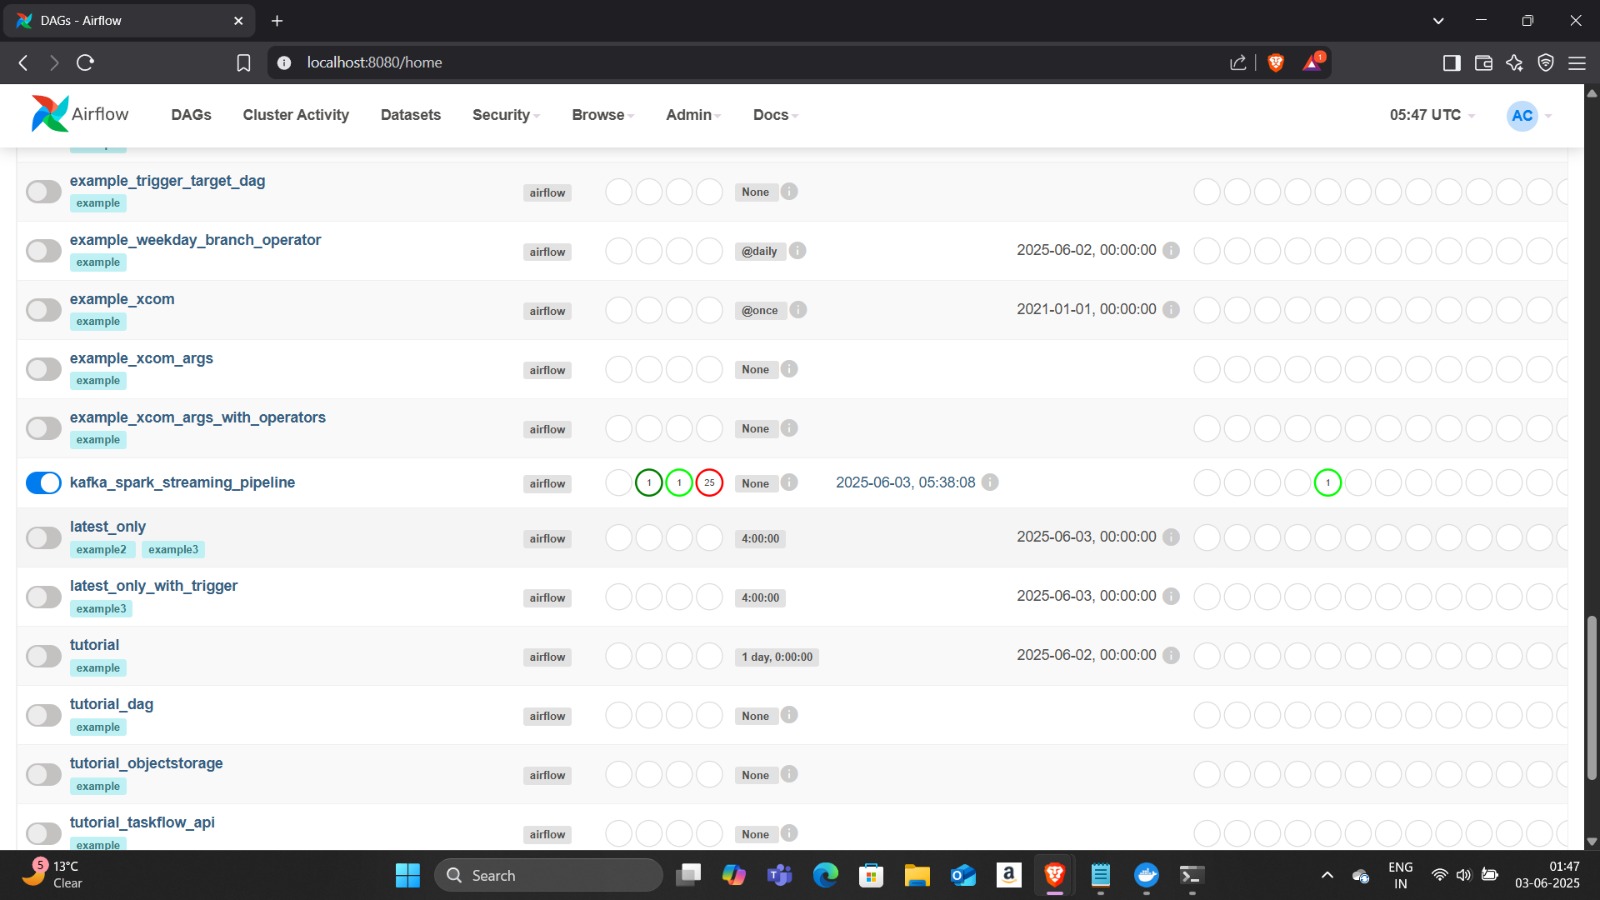 DAGs - Airflow
localhost:8080/home
1
Airflow DAGs Cluster Activity Datasets Security Browse Admin Docs 05:47 UTC AC
example_trigger_target_dag
example
airflow None
example_weekday_branch_operator
example
airflow @daily 2025-06-02, 00:00:00
example_xcom
example
airflow @once 2021-01-01, 00:00:00
example_xcom_args
example
airflow None
example_xcom_args_with_operators
example
airflow None
kafka_spark_streaming_pipeline airflow 1 1 25 None 2025-06-03, 05:38:08 1
latest_only
example2 example3
airflow 4:00:00 2025-06-03, 00:00:00
latest_only_with_trigger
example3
airflow 4:00:00 2025-06-03, 00:00:00
tutorial
example
airflow 1 day, 0:00:00 2025-06-02, 00:00:00
tutorial_dag
example
airflow None
tutorial_objectstorage
example
airflow None
tutorial_taskflow_api
example
airflow None
5
13°C
Clear
Search
ENG
IN
01:47
03-06-2025